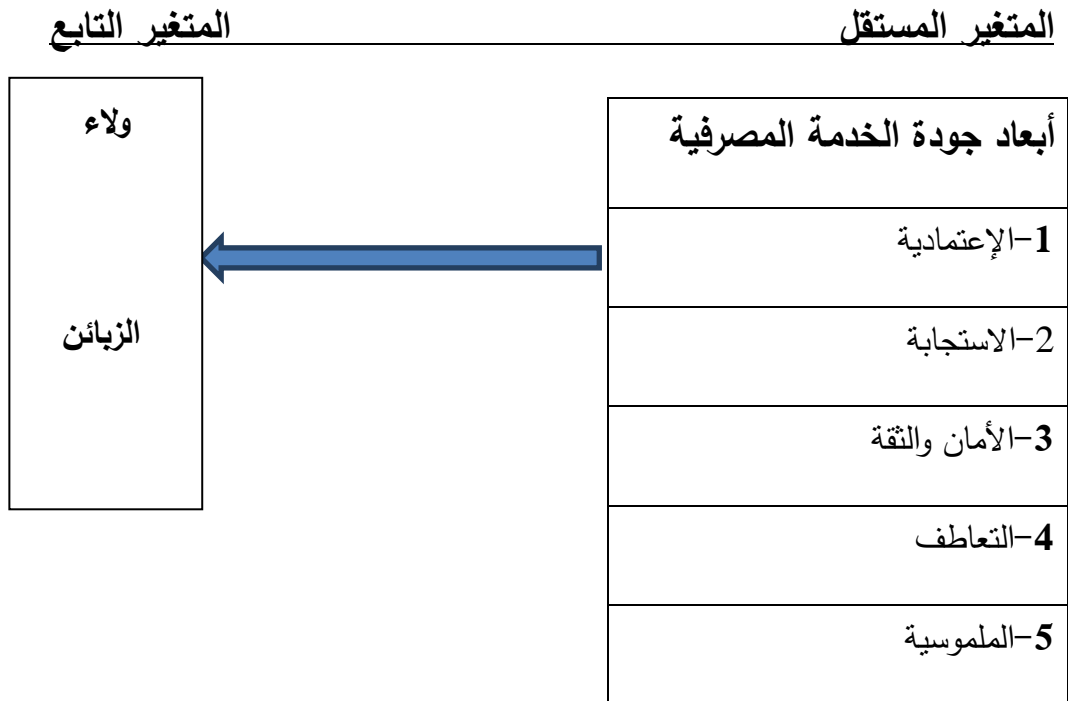 المتغير المستقل المتغير التابع
أبعاد جودة الخدمة المصرفية
1-الإعتمادية
2-الاستجابة
3-الأمان والثقة
4-التعاطف
5-الملموسية
ولاء
الزبائن